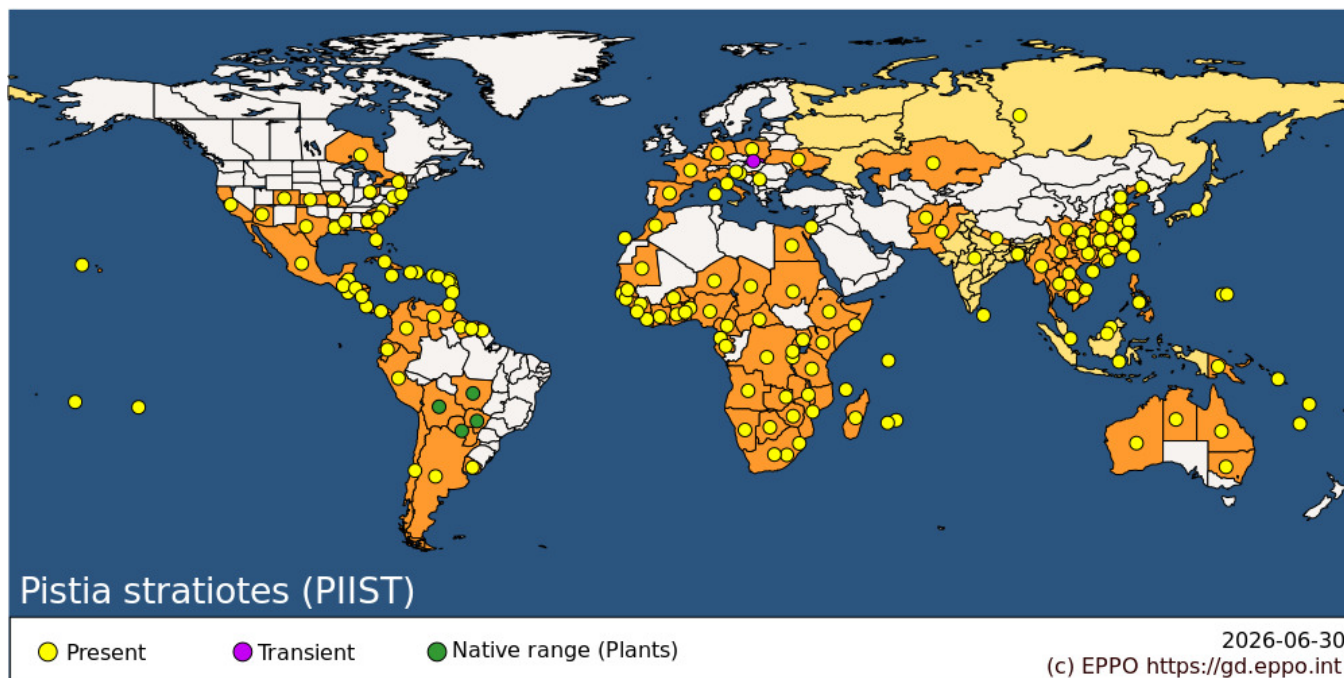 Pistia stratiotes (PIIST)
Present
Transient
Native range (Plants)
2026-06-30
(c) EPPO https://gd.eppo.int